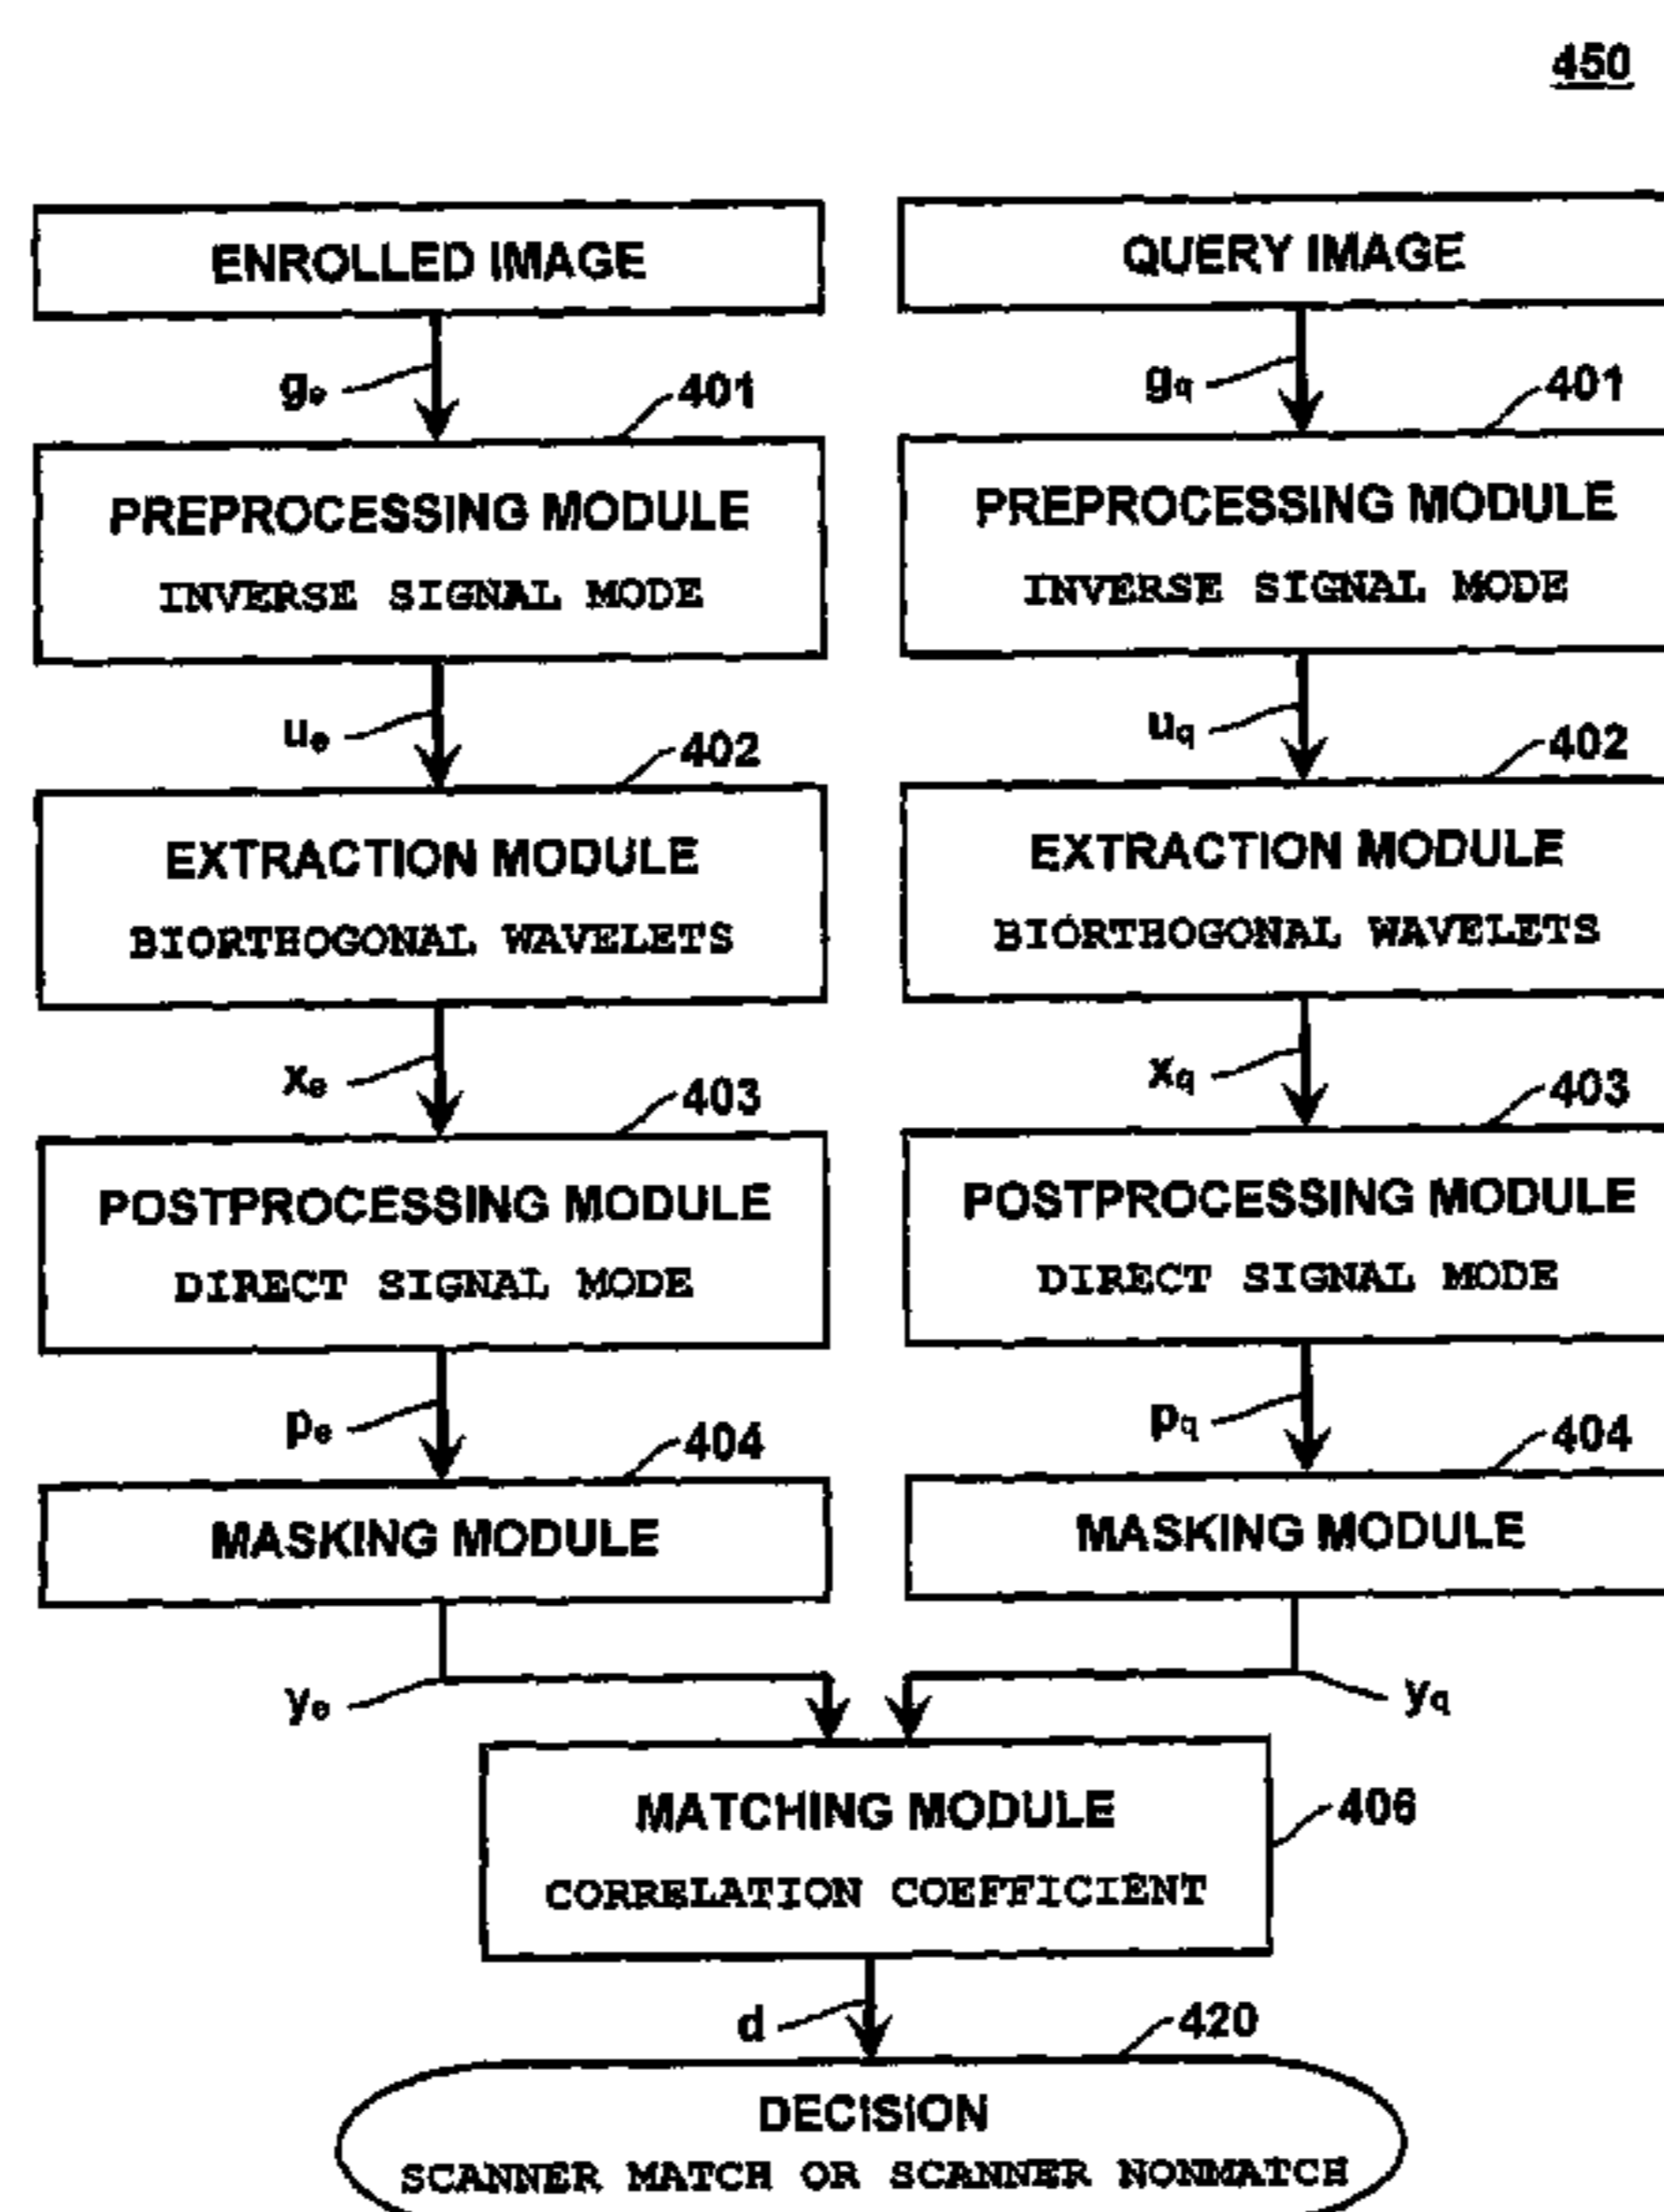 450
ENROLLED IMAGE
QUERY IMAGE
ge
gq
401
401
PREPROCESSING MODULE
INVERSE SIGNAL MODE
PREPROCESSING MODULE
INVERSE SIGNAL MODE
ue
uq
402
402
EXTRACTION MODULE
BIORTHOGONAL WAVELETS
EXTRACTION MODULE
BIORTHOGONAL WAVELETS
xe
xq
403
403
POSTPROCESSING MODULE
DIRECT SIGNAL MODE
POSTPROCESSING MODULE
DIRECT SIGNAL MODE
pe
pq
404
404
MASKING MODULE
MASKING MODULE
ye
yq
MATCHING MODULE
CORRELATION COEFFICIENT
406
d
420
DECISION
SCANNER MATCH OR SCANNER NONMATCH